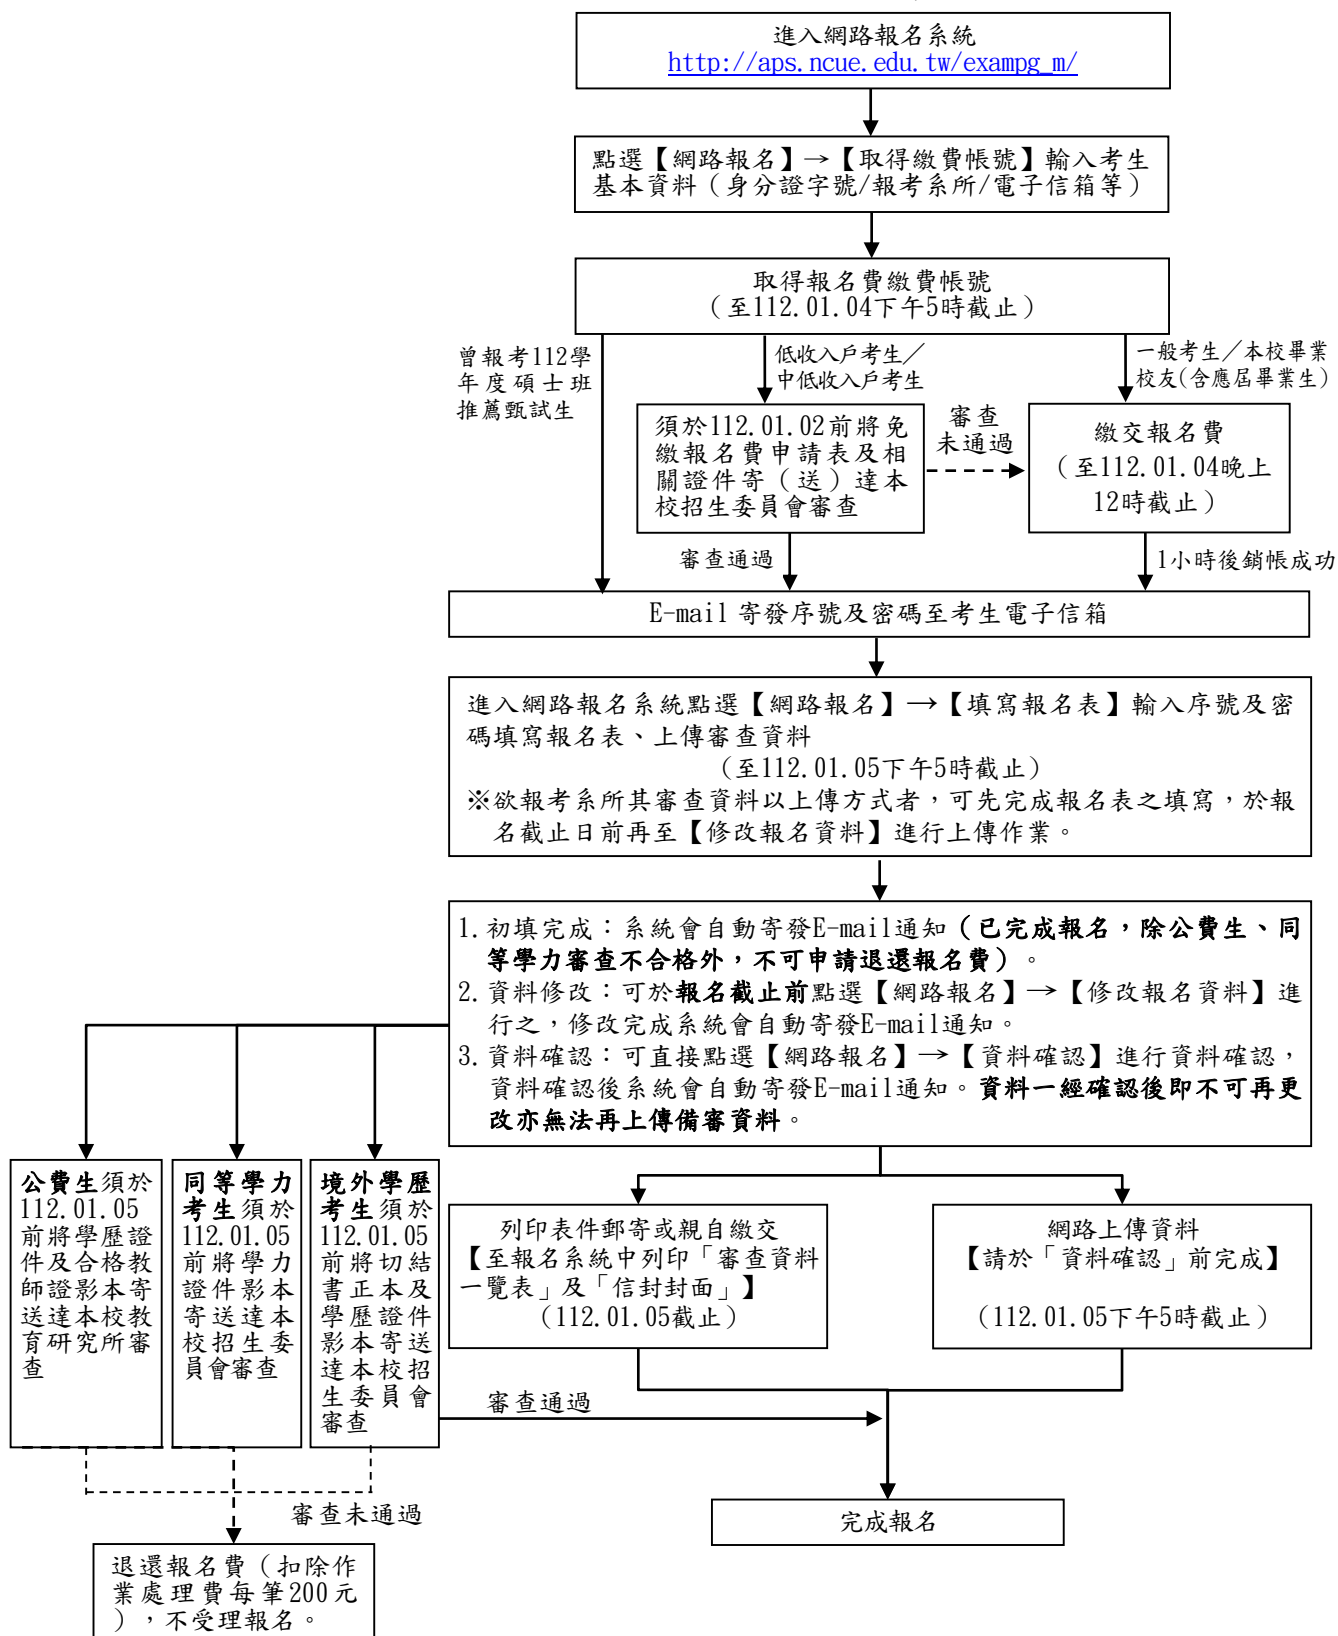 進入網路報名系統
http://aps.ncue.edu.tw/exampg_m/
點選【網路報名】→【取得繳費帳號】輸入考生
基本資料（身分證字號/報考系所/電子信箱等）
取得報名費繳費帳號
（至112.01.04下午5時截止）
曾報考112學
年度碩士班
推薦甄試生
低收入戶考生／
中低收入戶考生
一般考生／本校畢業
校友(含應屆畢業生)
須於112.01.02前將免
繳報名費申請表及相
關證件寄（送）達本
校招生委員會審查
審查
未通過
繳交報名費
（至112.01.04晚上
12時截止）
審查通過
1小時後銷帳成功
E-mail 寄發序號及密碼至考生電子信箱
進入網路報名系統點選【網路報名】→【填寫報名表】輸入序號及密
碼填寫報名表、上傳審查資料
（至112.01.05下午5時截止）
※欲報考系所其審查資料以上傳方式者，可先完成報名表之填寫，於報
名截止日前再至【修改報名資料】進行上傳作業。
1.初填完成：系統會自動寄發E-mail通知（已完成報名，除公費生、同
等學力審查不合格外，不可申請退還報名費）。
2.資料修改：可於報名截止前點選【網路報名】→【修改報名資料】進
行之，修改完成系統會自動寄發E-mail通知。
3.資料確認：可直接點選【網路報名】→【資料確認】進行資料確認，
資料確認後系統會自動寄發E-mail通知。資料一經確認後即不可再更
改亦無法再上傳備審資料。
公費生須於
112.01.05
前將學歷證
件及合格教
師證影本寄
送達本校教
育研究所審
查
同等學力
考生須於
112.01.05
前將學力
證件影本
寄送達本
校招生委
員會審查
境外學歷
考生須於
112.01.05
前將切結
書正本及
學歷證件
影本寄送
達本校招
生委員會
審查
列印表件郵寄或親自繳交
【至報名系統中列印「審查資料
一覽表」及「信封封面」】
（112.01.05截止）
網路上傳資料
【請於「資料確認」前完成】
（112.01.05下午5時截止）
審查通過
審查未通過
完成報名
退還報名費（扣除作
業處理費每筆200元
），不受理報名。